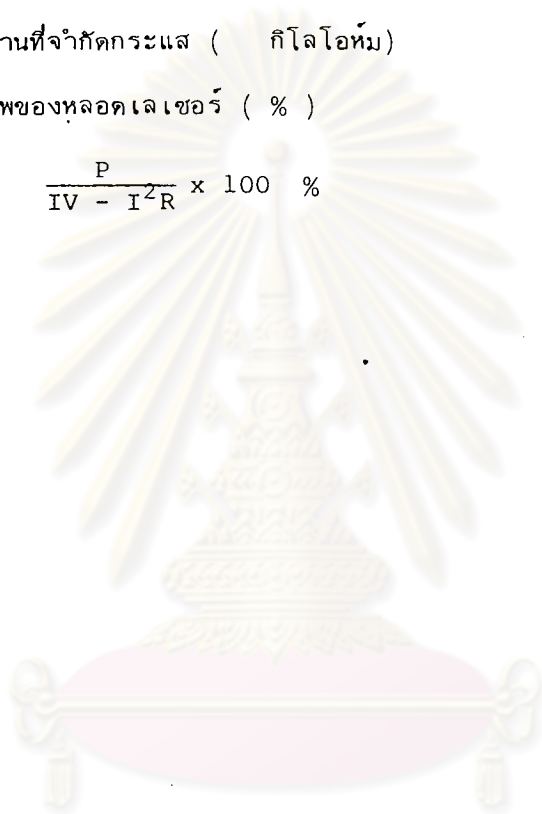 านที่จำกัดกระแส ( กิโลโอห์ม)
พของหลอดเลเซอร์ ( % )
P
IV - I²R x 100 %